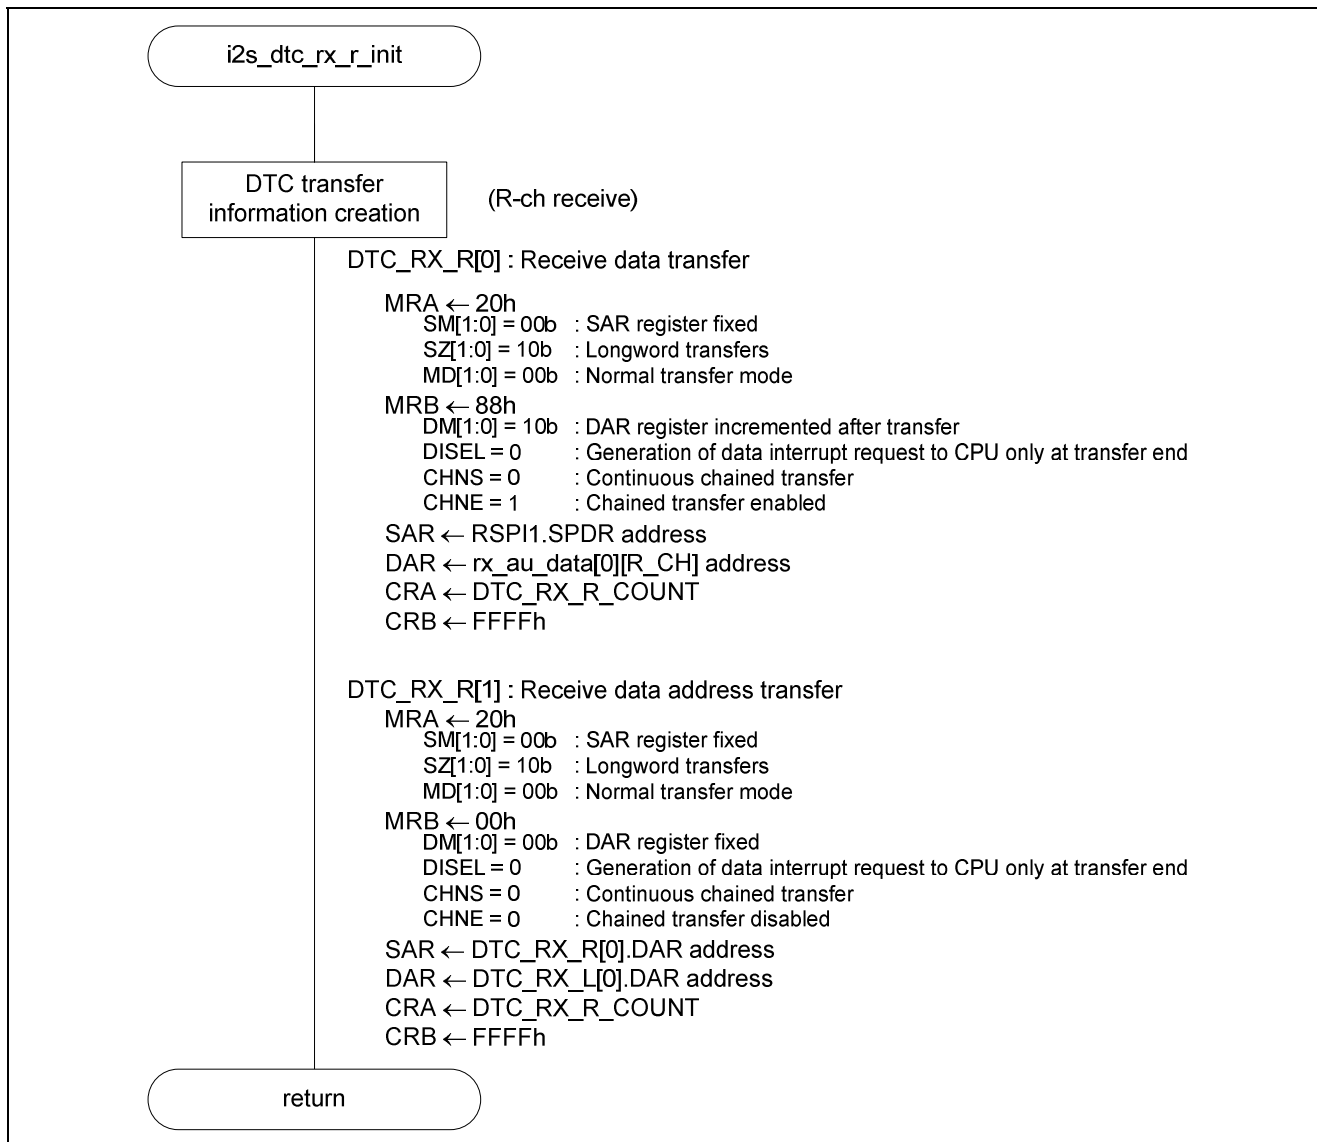 i2s_dtc_rx_r_init
DTC transfer
information creation
(R-ch receive)
DTC_RX_R[0] : Receive data transfer
MRA ← 20h
SM[1:0] = 00b : SAR register fixed
SZ[1:0] = 10b : Longword transfers
MD[1:0] = 00b : Normal transfer mode
MRB ← 88h
DM[1:0] = 10b : DAR register incremented after transfer
DISEL = 0 : Generation of data interrupt request to CPU only at transfer end
CHNS = 0 : Continuous chained transfer
CHNE = 1 : Chained transfer enabled
SAR ← RSPI1.SPDR address
DAR ← rx_au_data[0][R_CH] address
CRA ← DTC_RX_R_COUNT
CRB ← FFFFh
DTC_RX_R[1] : Receive data address transfer
MRA ← 20h
SM[1:0] = 00b : SAR register fixed
SZ[1:0] = 10b : Longword transfers
MD[1:0] = 00b : Normal transfer mode
MRB ← 00h
DM[1:0] = 00b : DAR register fixed
DISEL = 0 : Generation of data interrupt request to CPU only at transfer end
CHNS = 0 : Continuous chained transfer
CHNE = 0 : Chained transfer disabled
SAR ← DTC_RX_R[0].DAR address
DAR ← DTC_RX_L[0].DAR address
CRA ← DTC_RX_R_COUNT
CRB ← FFFFh
return